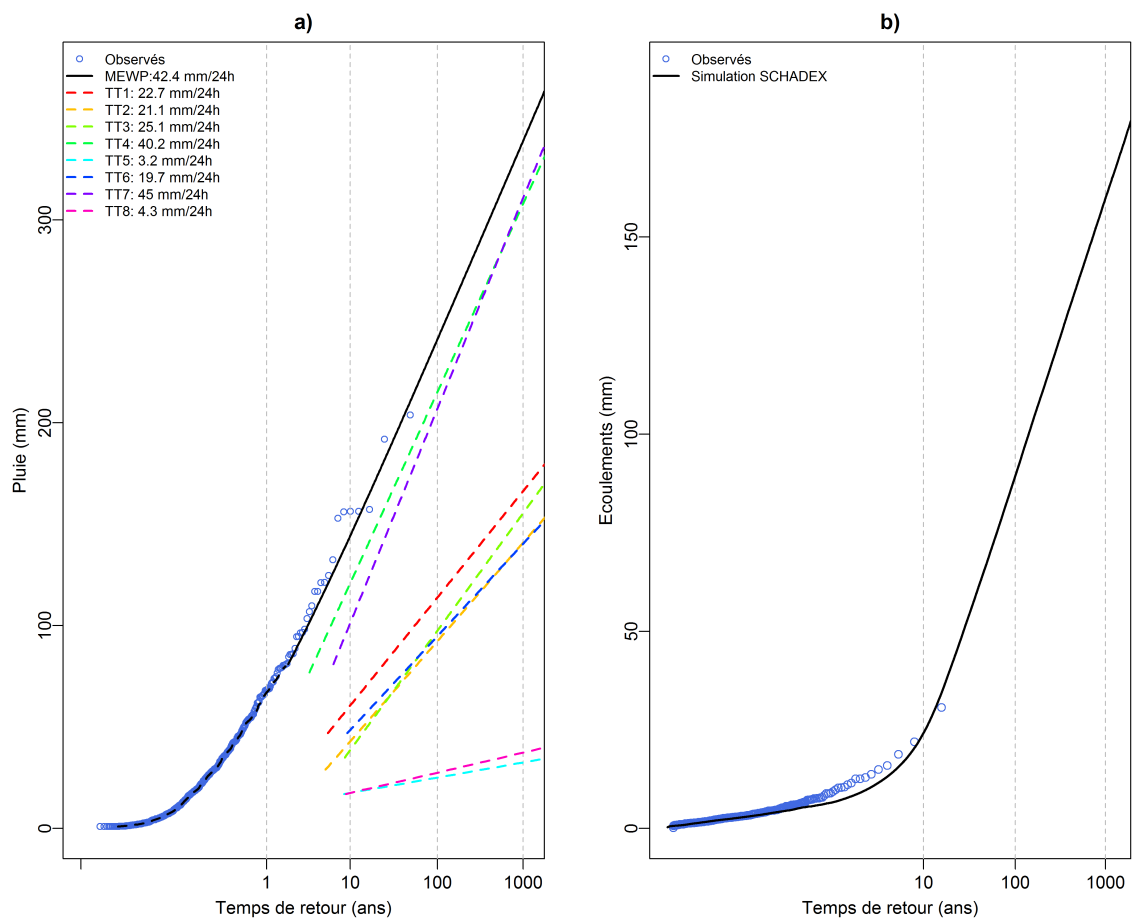 a)
Observés
MEWP:42.4 mm/24h
TT1: 22.7 mm/24h
TT2: 21.1 mm/24h
TT3: 25.1 mm/24h
TT4: 40.2 mm/24h
TT5: 3.2 mm/24h
TT6: 19.7 mm/24h
TT7: 45 mm/24h
TT8: 4.3 mm/24h
300
200
100
0
Pluie (mm)
1 10 100 1000
Temps de retour (ans)
b)
Observés
Simulation SCHADEX
150
100
50
0
Ecoulements (mm)
10 100 1000
Temps de retour (ans)